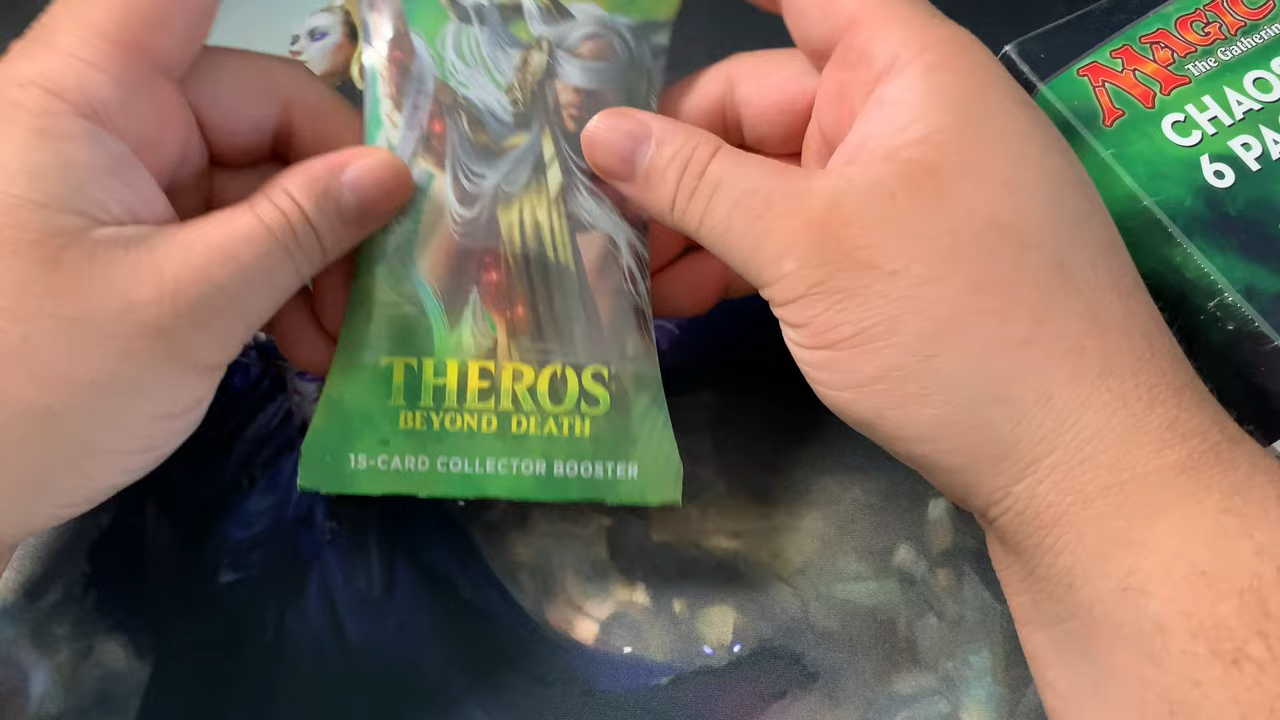 THEROS
BEYOND DEATH
15-CARD COLLECTOR BOOSTER
MAGIC
The Gathering
CHAOS
6 PA